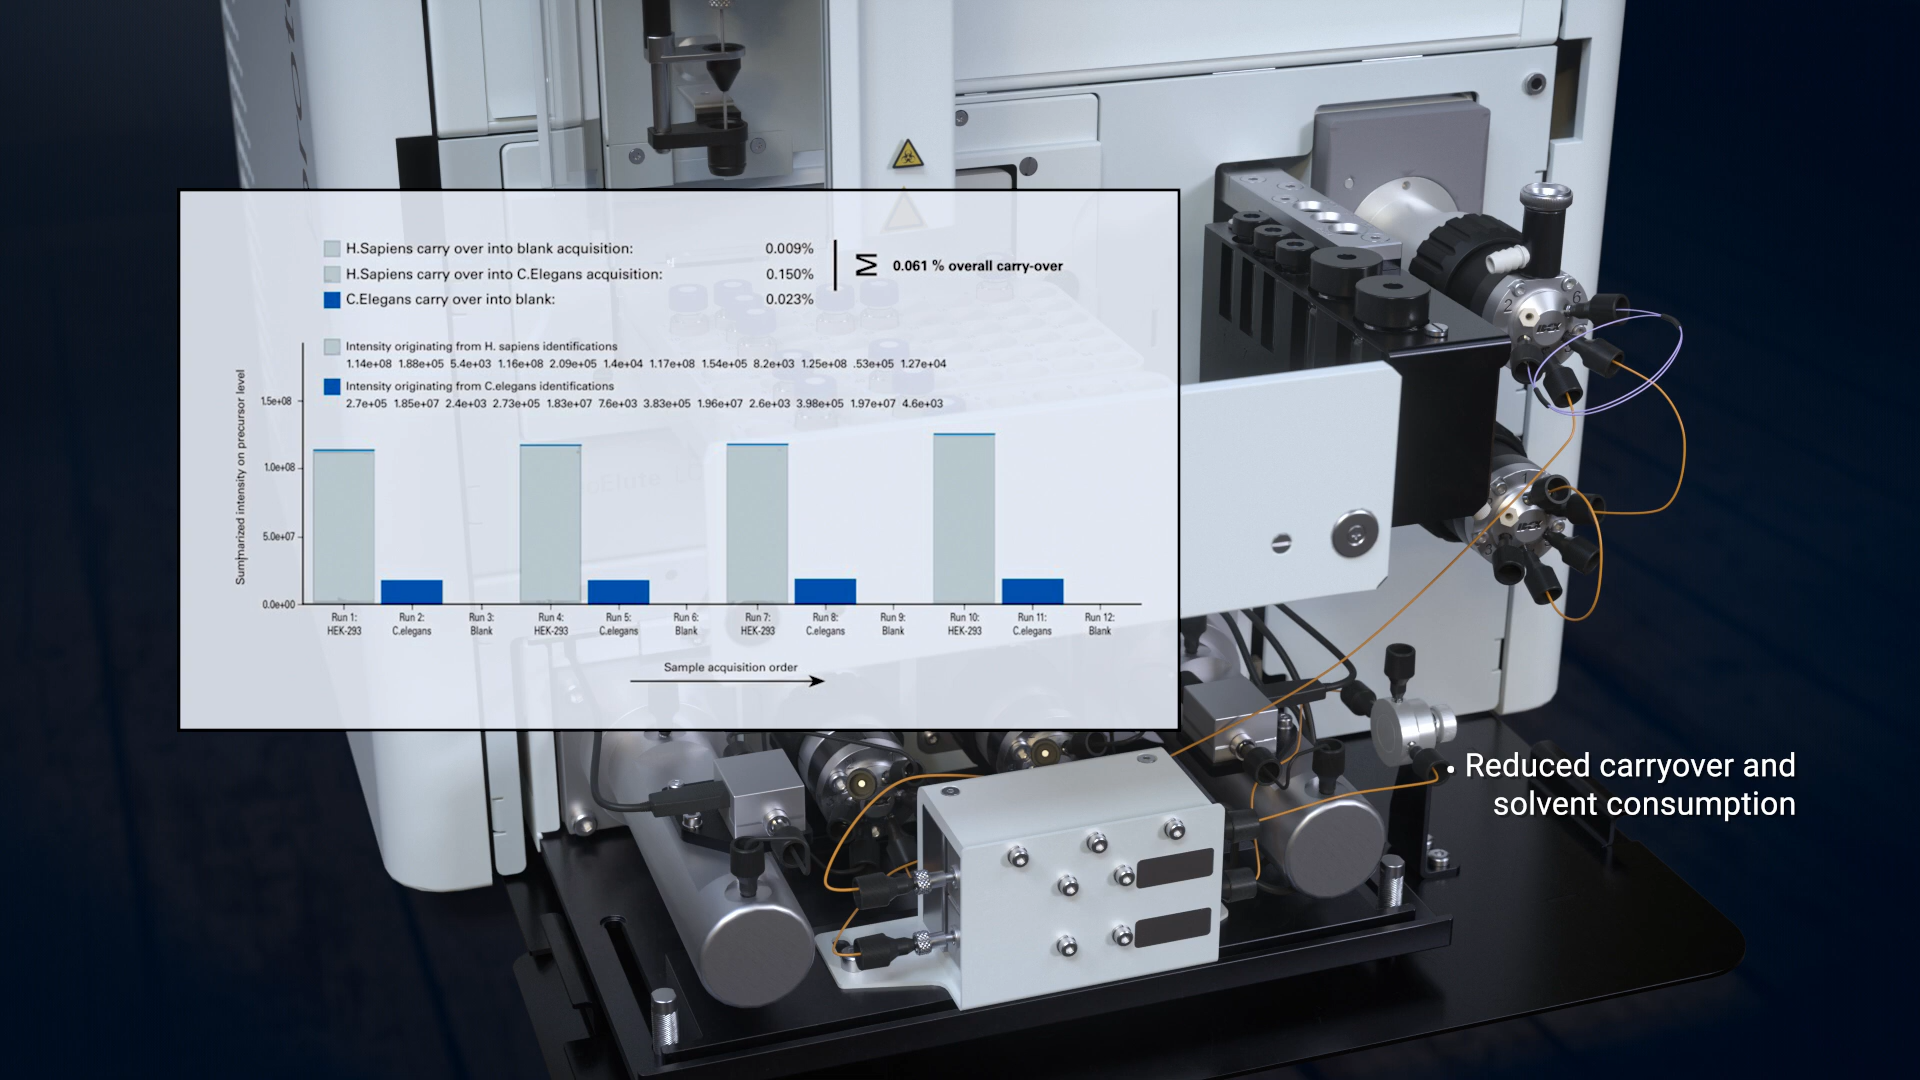 H.Sapiens carry over into blank acquisition: 0.009%
H.Sapiens carry over into C.Elegans acquisition: 0.150%
C.Elegans carry over into blank: 0.023%
Σ 0.061 % overall carry-over
Intensity originating from H. sapiens identifications
1.14e+08 1.88e+05 5.4e+03 1.16e+08 2.09e+05 1.4e+04 1.17e+08 1.54e+05 8.2e+03 1.25e+08 .53e+05 1.27e+04
Intensity originating from C.elegans identifications
2.7e+05 1.85e+07 2.4e+03 2.73e+05 1.83e+07 7.6e+03 3.83e+05 1.96e+07 2.6e+03 3.98e+05 1.97e+07 4.6e+03
Summarized intensity on precursor level
1.5e+08
1.0e+08
5.0e+07
0.0e+00
Run 1: Run 2: Run 3: Run 4: Run 5: Run 6: Run 7: Run 8: Run 9: Run 10: Run 11: Run 12:
HEK-293 C.elegans Blank HEK-293 C.elegans Blank HEK-293 C.elegans Blank HEK-293 C.elegans Blank
Sample acquisition order
2 6
• Reduced carryover and
solvent consumption